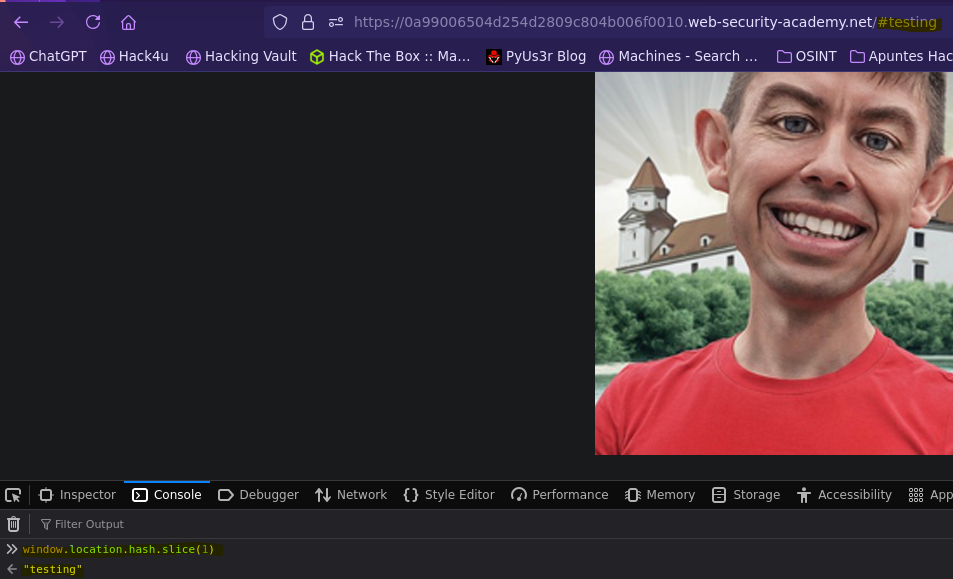 https://0a99006504d254d2809c804b006f0010.web-security-academy.net/#testing
ChatGPT Hack4u Hacking Vault Hack The Box :: Ma… PyUs3r Blog Machines - Search … OSINT Apuntes Hac
Inspector Console Debugger Network Style Editor Performance Memory Storage Accessibility App
Filter Output
window.location.hash.slice(1)
"testing"